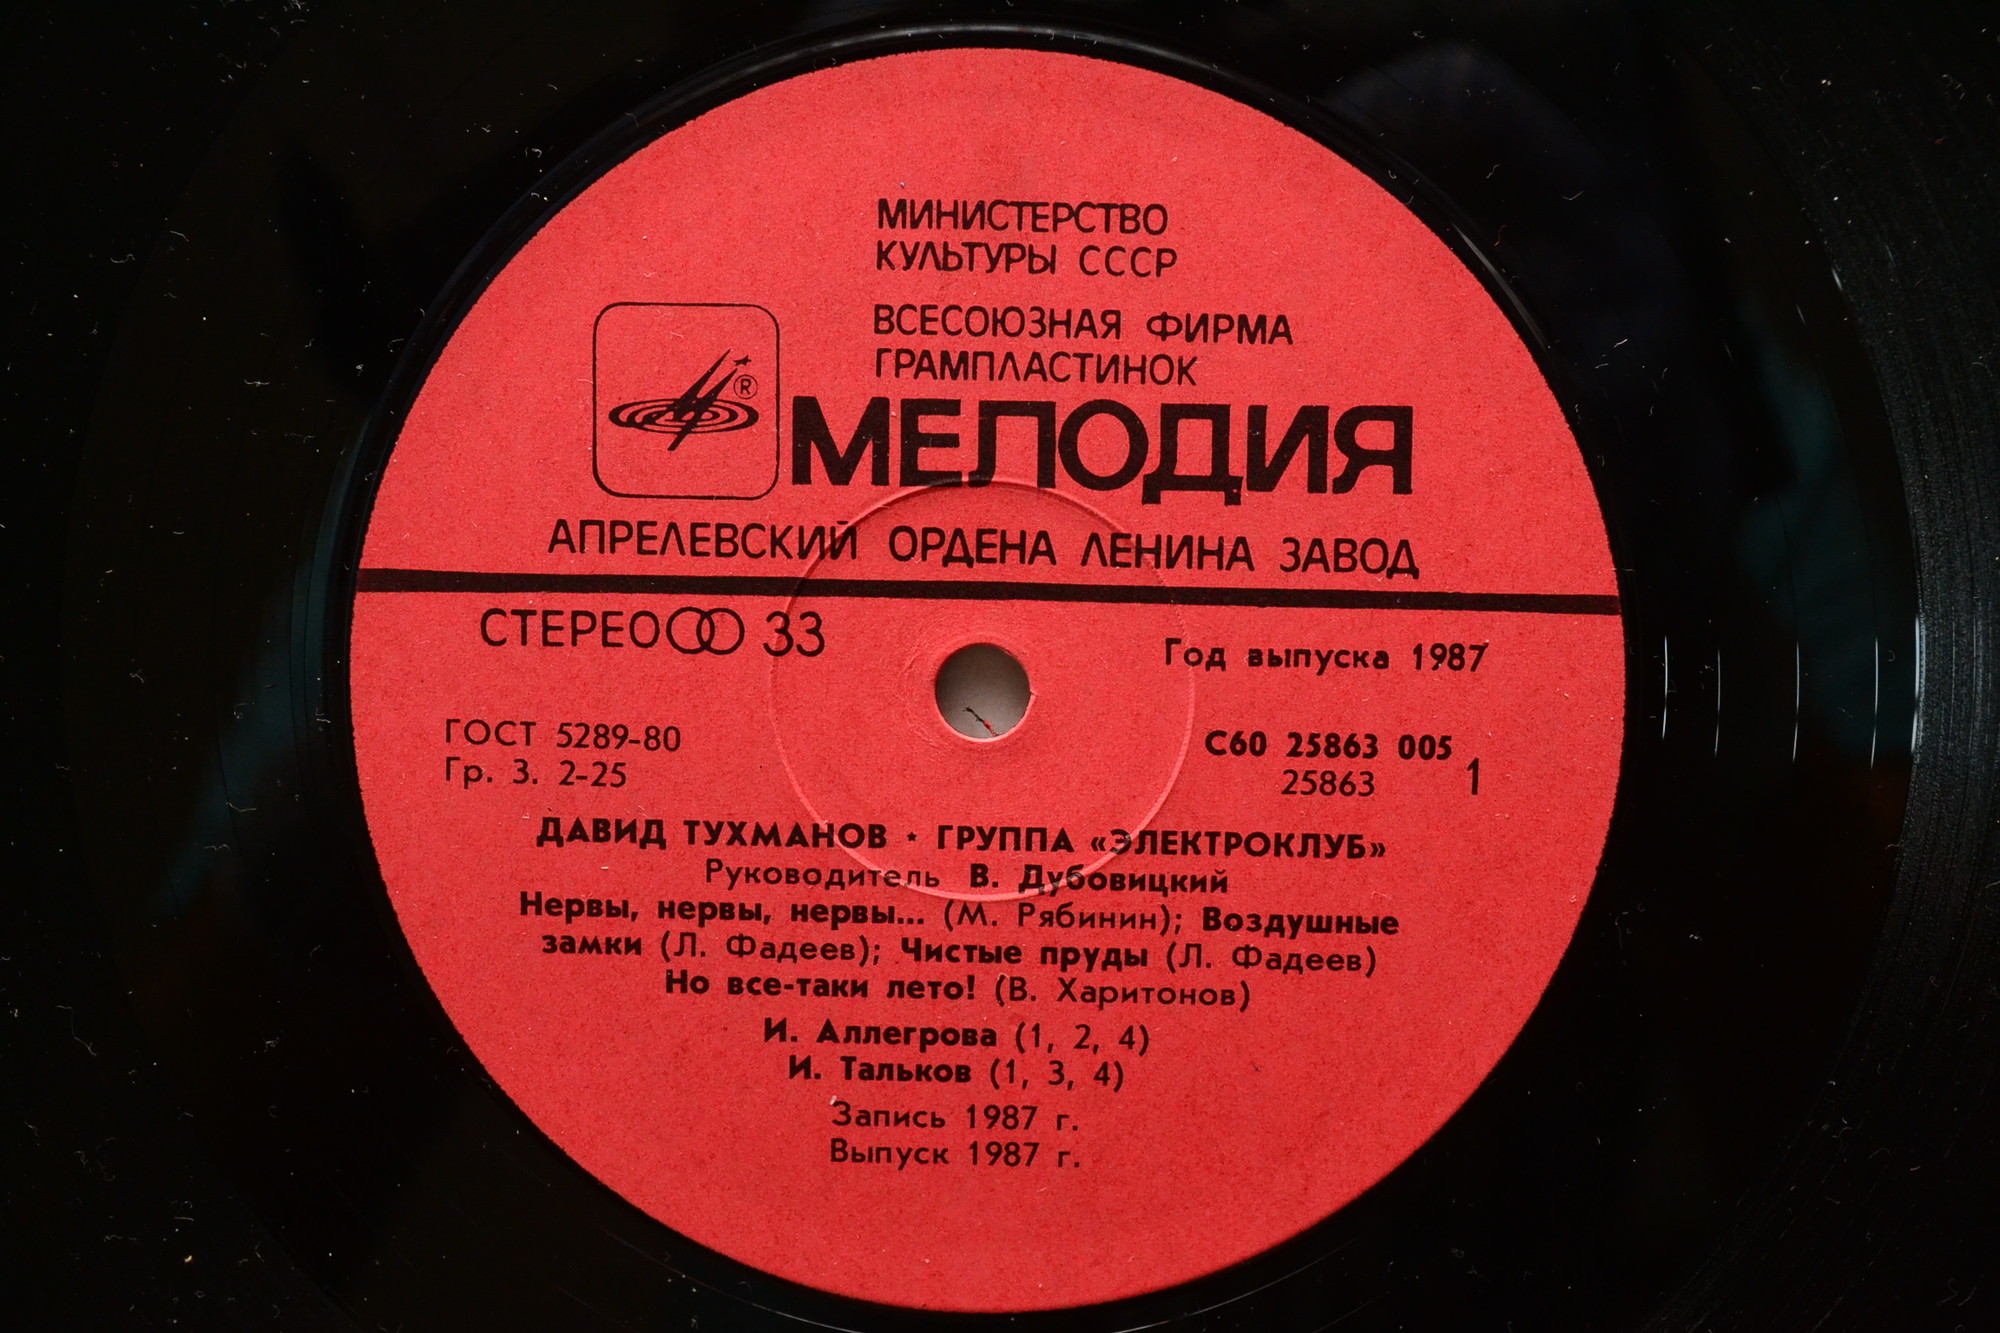 МИНИСТЕРСТВО
КУЛЬТУРЫ СССР
ВСЕСОЮЗНАЯ ФИРМА
ГРАМПЛАСТИНОК
®
МЕЛОДИЯ
АПРЕЛЕВСКИЙ ОРДЕНА ЛЕНИНА ЗАВОД
СТЕРЕО 33
Год выпуска 1987
ГОСТ 5289-80
Гр. 3. 2-25
С60 25863 005
25863 1
ДАВИД ТУХМАНОВ ⋆ ГРУППА «ЭЛЕКТРОКЛУБ»
Руководитель В. Дубовицкий
Нервы, нервы, нервы... (М. Рябинин); Воздушные
замки (Л. Фадеев); Чистые пруды (Л. Фадеев)
Но все-таки лето! (В. Харитонов)
И. Аллегрова (1, 2, 4)
И. Тальков (1, 3, 4)
Запись 1987 г.
Выпуск 1987 г.